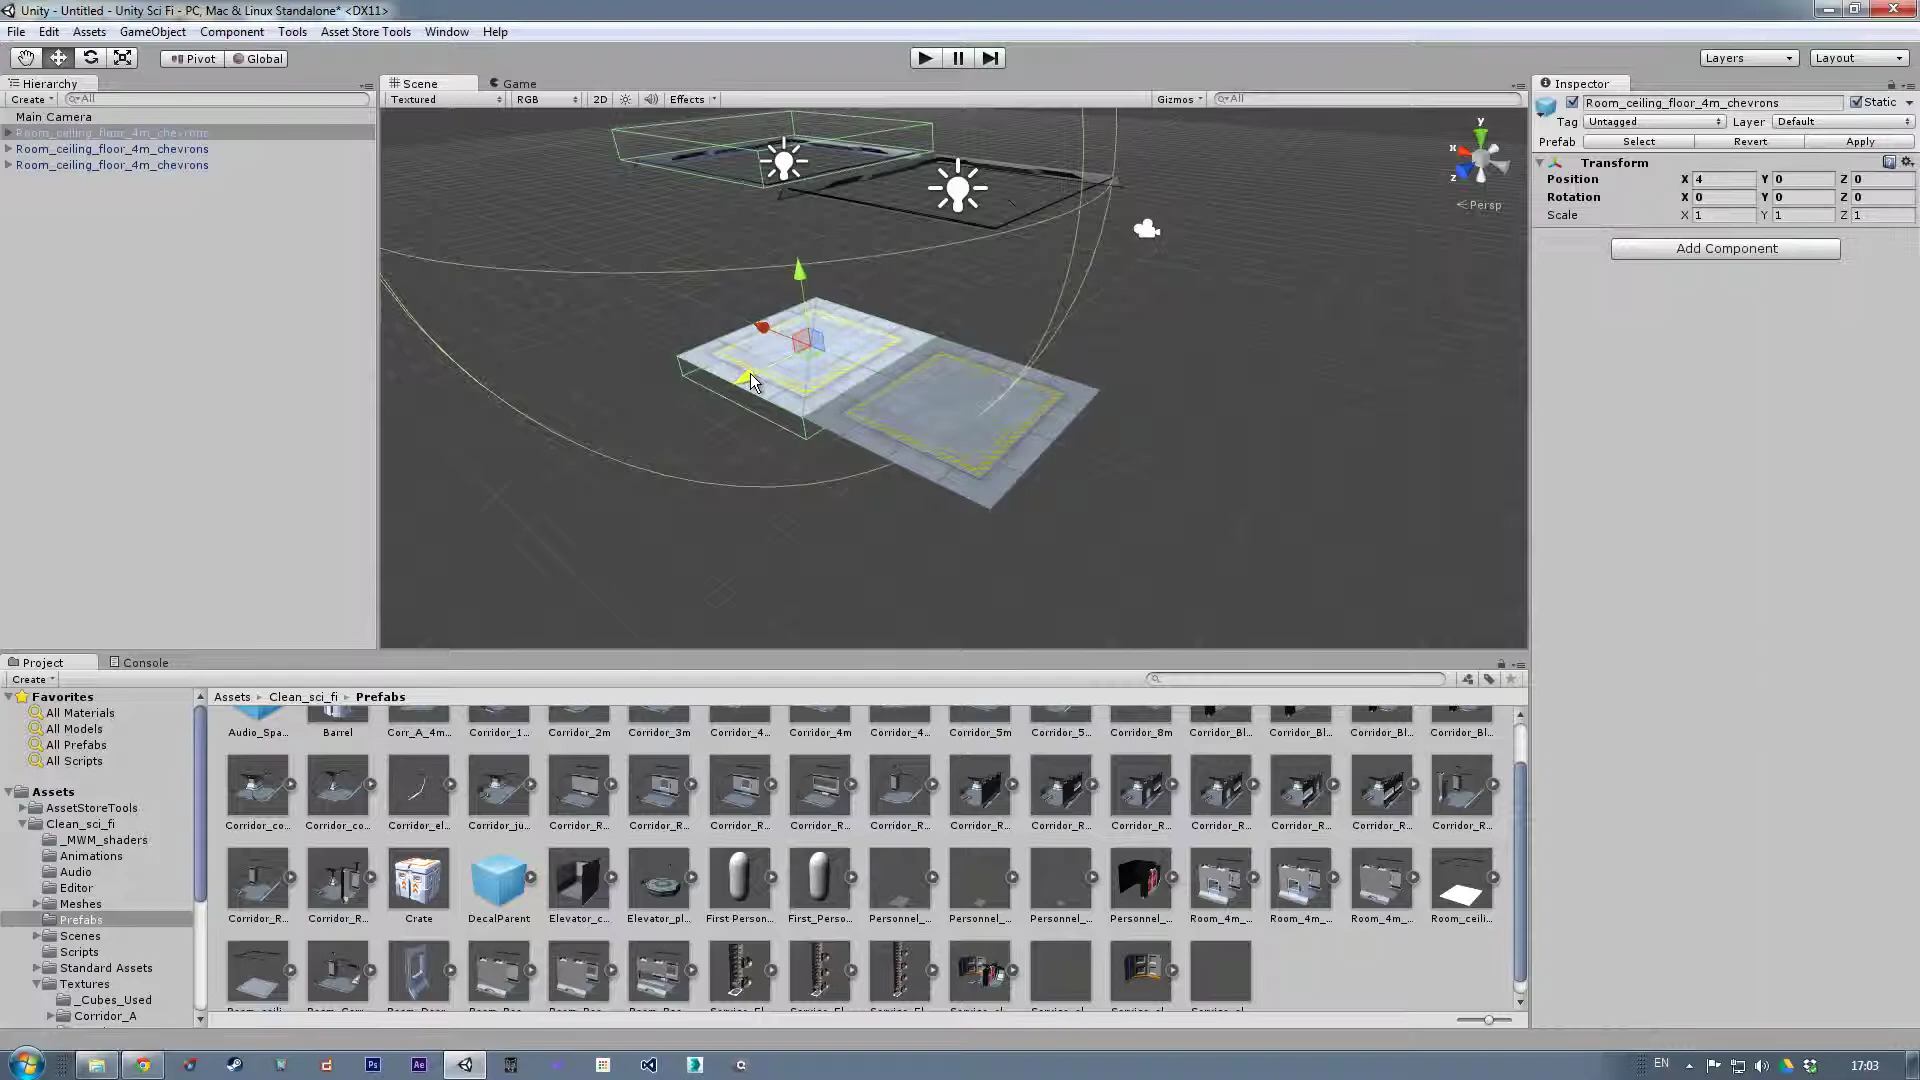 Unity - Untitled - Unity Sci Fi - PC, Mac & Linux Standalone* <DX11>
File Edit Assets GameObject Component Tools Asset Store Tools Window Help
Pivot Global Layers Layout
Hierarchy
Create All
Main Camera
Room_ceiling_floor_4m_chevrons
Room_ceiling_floor_4m_chevrons
Room_ceiling_floor_4m_chevrons
Scene Game
Textured RGB 2D Effects Gizmos All
y
x
z
Persp
Inspector
Room_ceiling_floor_4m_chevrons Static
Tag Untagged Layer Default
Prefab Select Revert Apply
Transform
Position X 4 Y 0 Z 0
Rotation X 0 Y 0 Z 0
Scale X 1 Y 1 Z 1
Add Component
Project Console
Create
Favorites
All Materials
All Models
All Prefabs
All Scripts
Assets
AssetStoreTools
Clean_sci_fi
_MWM_shaders
Animations
Audio
Editor
Meshes
Prefabs
Scenes
Scripts
Standard Assets
Textures
_Cubes_Used
Corridor_A
Assets Clean_sci_fi Prefabs
Audio_Spa... Barrel Corr_A_4m... Corridor_1... Corridor_2m Corridor_3m Corridor_4... Corridor_4m Corridor_4... Corridor_5m Corridor_5... Corridor_8m Corridor_Bl... Corridor_Bl... Corridor_Bl... Corridor_Bl...
Corridor_co... Corridor_co... Corridor_el... Corridor_ju... Corridor_R... Corridor_R... Corridor_R... Corridor_R... Corridor_R... Corridor_R... Corridor_R... Corridor_R... Corridor_R... Corridor_R... Corridor_R... Corridor_R...
Corridor_R... Corridor_R... Crate DecalParent Elevator_c... Elevator_pl... First Person... First_Perso... Personnel_... Personnel_... Personnel_... Personnel_... Room_4m_... Room_4m_... Room_4m_... Room_ceili...
EN 17:03